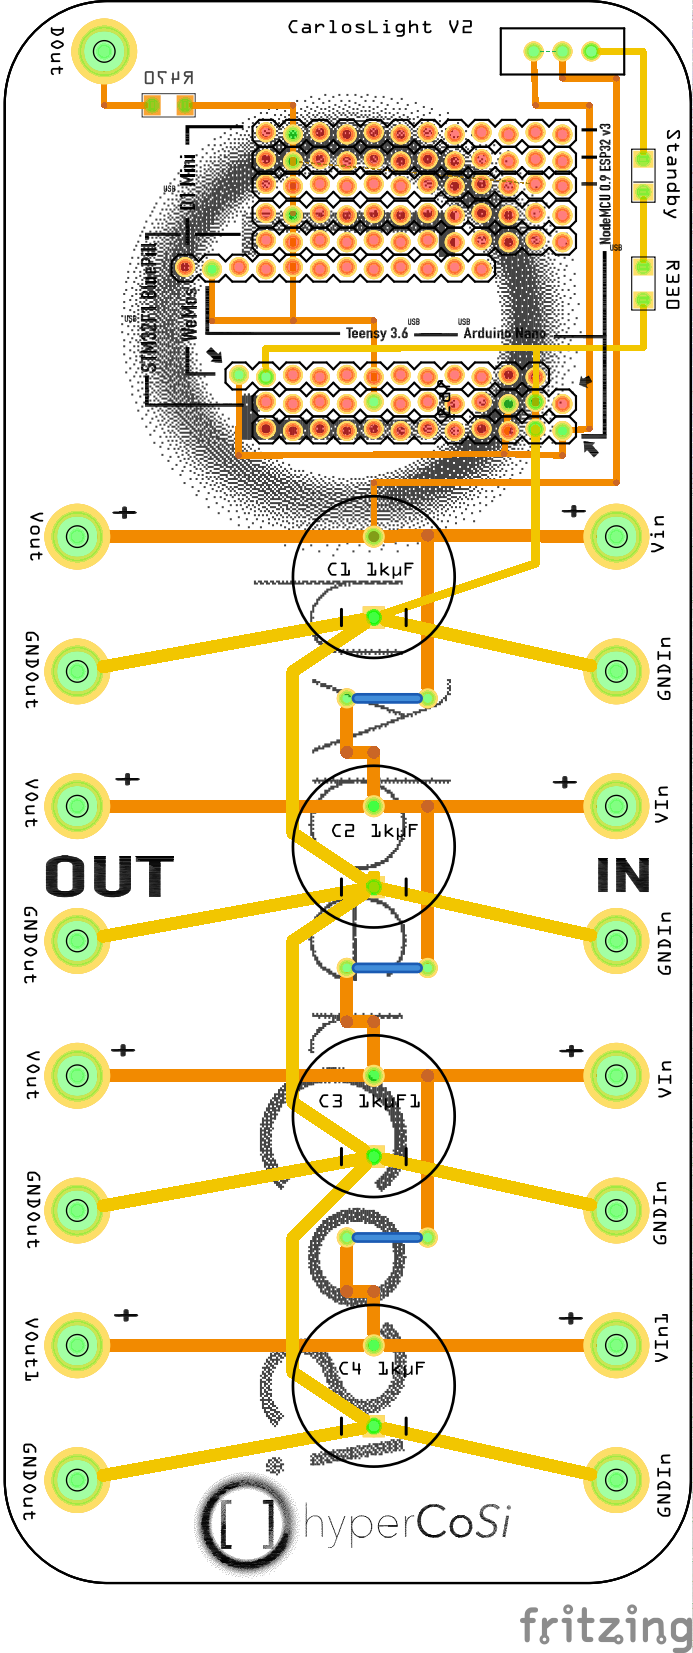 CarlosLight V2
DOut
R470
Standby
R330
D1 Mini
USB
NodeMCU 0.9 ESP32 v3
USB
STM32F1 BluePill
USB
WeMos
USB
USB
Teensy 3.6
Arduino Nano
+
+
Vout
Vin
C1 1kµF
GNDOut
GNDIn
+
+
Vout
VIn
C2 1kµF
OUT
IN
GNDOut
GNDIn
+
+
Vout
VIn
C3 1kµF1
GNDOut
GNDIn
+
+
Vout1
VIn1
C4 1kµF
GNDOut
GNDIn
[ ] hyperCoSi
fritzing